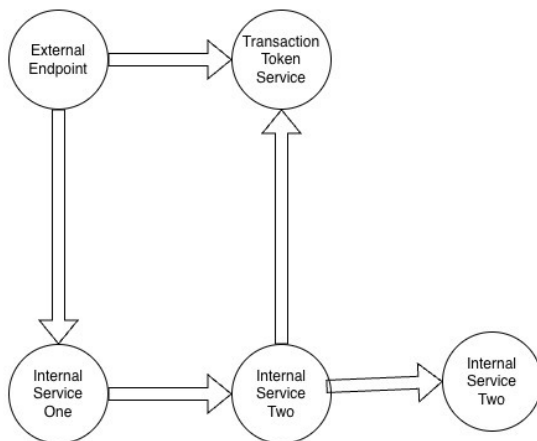 External
Endpoint
Transaction
Token
Service
Internal
Service
One
Internal
Service
Two
Internal
Service
Two